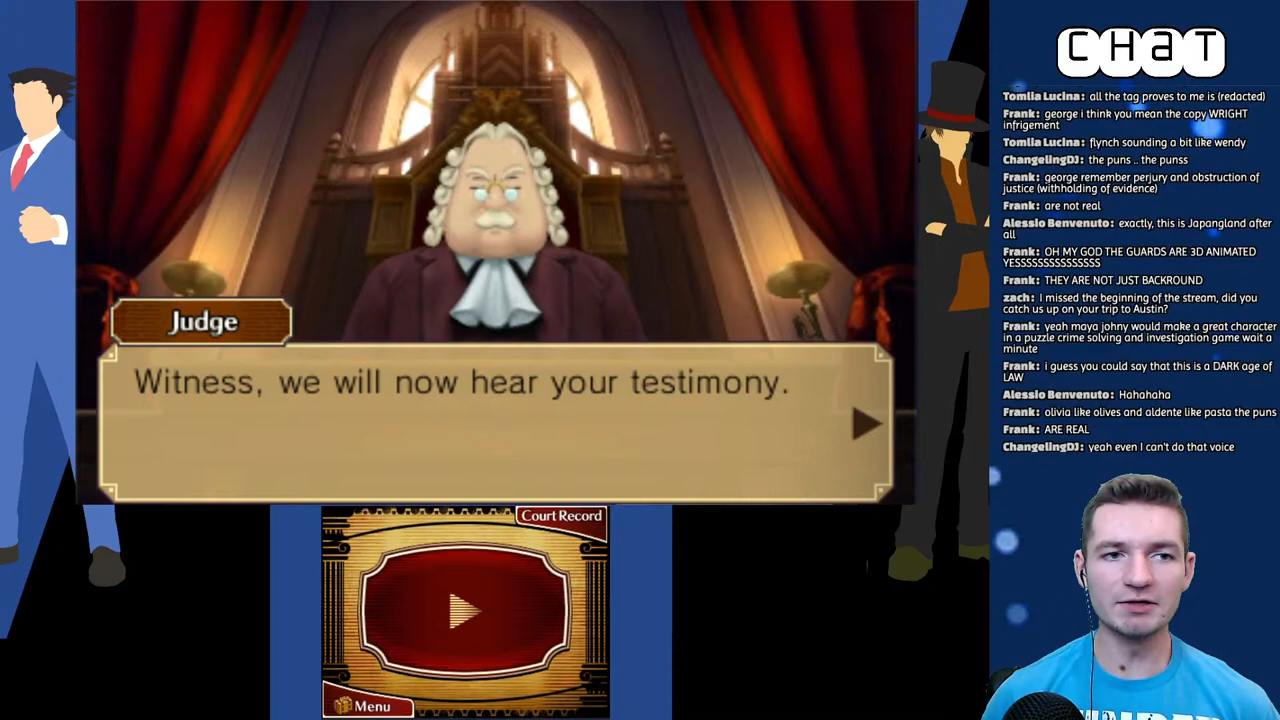 CHaT
Tomlia Lucina: all the tag proves to me is (redacted)
Frank: george i think you mean the copy WRIGHT
infrigement
Tomlia Lucina: flynch sounding a bit like wendy
ChangelingDJ: the puns .. the punss
Frank: george remember perjury and obstruction of
justice (withholding of evidence)
Frank: are not real
Alessio Benvenuto: exactly, this is Japangland after
all
Frank: OH MY GOD THE GUARDS ARE 3D ANIMATED
YESSSSSSSSSSSSSS
Frank: THEY ARE NOT JUST BACKROUND
zach: I missed the beginning of the stream, did you
catch us up on your trip to Austin?
Frank: yeah maya johny would make a great character
in a puzzle crime solving and investigation game wait a
minute
Frank: i guess you could say that this is a DARK age of
LAW
Alessio Benvenuto: Hahahaha
Frank: olivia like olives and aldente like pasta the puns
Frank: ARE REAL
ChangelingDJ: yeah even I can't do that voice
Judge
Witness, we will now hear your testimony.
Court Record
Menu